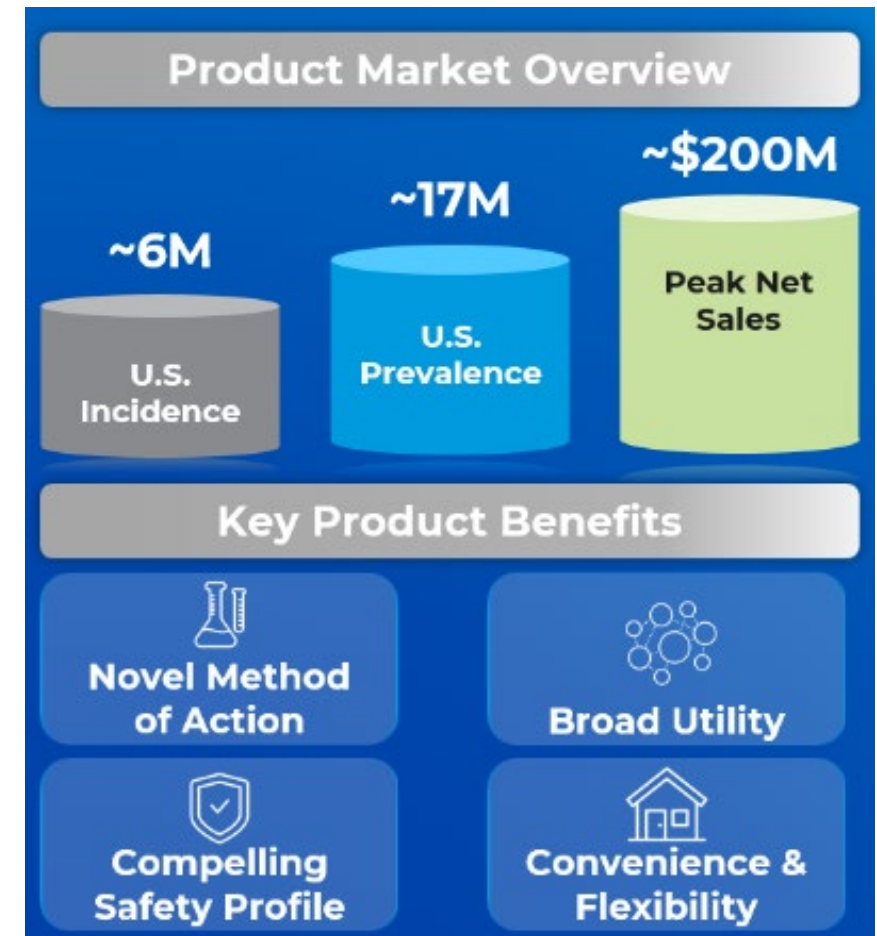 Product Market Overview
~6M
~17M
~$200M
U.S.
Incidence
U.S.
Prevalence
Peak Net
Sales
Key Product Benefits
Novel Method
of Action
Broad Utility
Compelling
Safety Profile
Convenience &
Flexibility